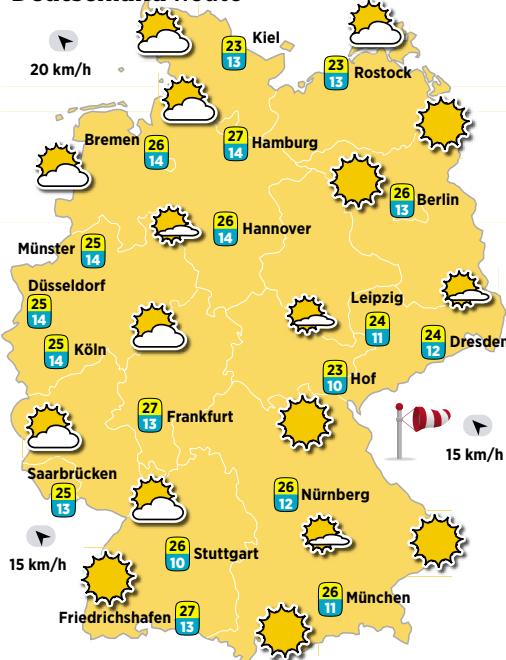 Deutschland heute
Kiel
23
13
20 km/h
23
13
Rostock
Bremen
26
14
27
14
Hamburg
26
13
Berlin
26
14
Hannover
Münster
25
14
Düsseldorf
25
14
Leipzig
24
11
24
12
Dresden
25
14
Köln
23
10
Hof
27
13
Frankfurt
15 km/h
Saarbrücken
25
13
26
12
Nürnberg
15 km/h
26
10
Stuttgart
26
11
München
Friedrichshafen
27
13